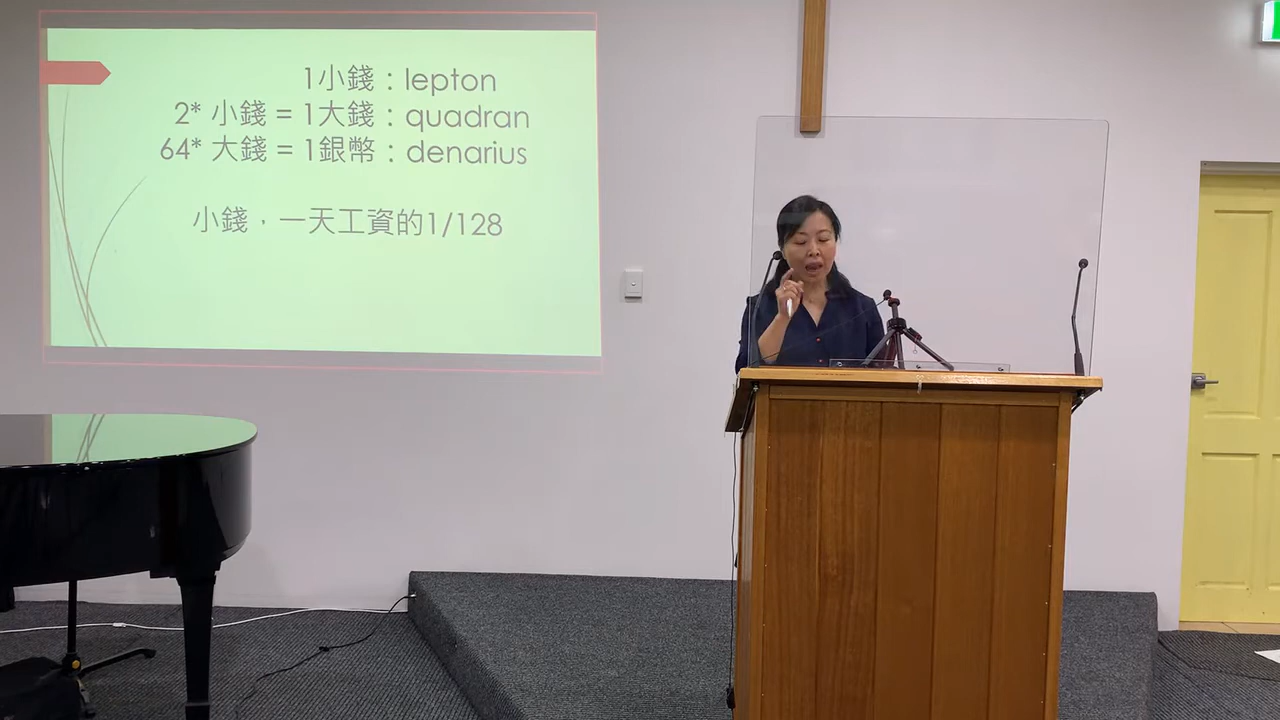 1小錢：lepton
2* 小錢 = 1大錢：quadran
64* 大錢 = 1銀幣：denarius
小錢，一天工資的1/128